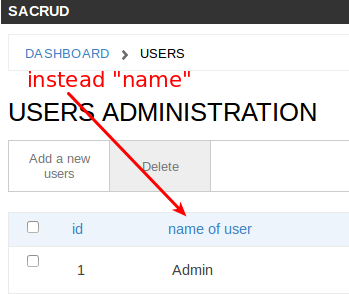 SACRUD
DASHBOARD > USERS
instead "name"
USERS ADMINISTRATION
Add a new
users
Delete
id name of user
1 Admin